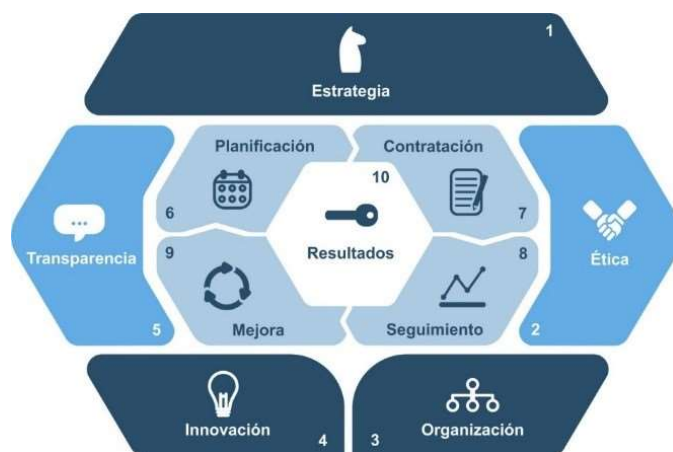 1
Estrategia
Planificación
6
Contratación
7
10
Resultados
...
Transparencia
5
Ética
2
9
Mejora
8
Seguimiento
Innovación
4
3
Organización